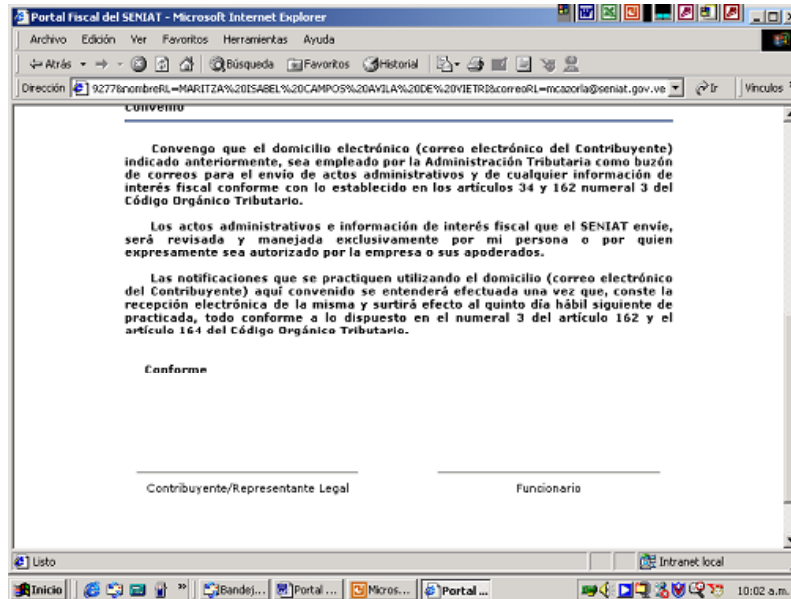 Portal Fiscal del SENIAT - Microsoft Internet Explorer
Archivo Edición Ver Favoritos Herramientas Ayuda
Atrás Búsqueda Favoritos Historial
Dirección 9277&nombreRL=MARITZA%20ISABEL%20CAMPOS%20AVILA%20DE%20VIETRI&correoRL=mcazorla@seniat.gov.ve Ir Vínculos
Convenio
Convengo que el domicilio electrónico (correo electrónico del Contribuyente)
indicado anteriormente, sea empleado por la Administración Tributaria como buzón
de correos para el envío de actos administrativos y de cualquier información de
interés fiscal conforme con lo establecido en los artículos 34 y 162 numeral 3 del
Código Orgánico Tributario.
Los actos administrativos e información de interés fiscal que el SENIAT envíe,
será revisada y manejada exclusivamente por mi persona o por quien
expresamente sea autorizado por la empresa o sus apoderados.
Las notificaciones que se practiquen utilizando el domicilio (correo electrónico
del Contribuyente) aquí convenido se entenderá efectuada una vez que, conste la
recepción electrónica de la misma y surtirá efecto al quinto día hábil siguiente de
practicada, todo conforme a lo dispuesto en el numeral 3 del artículo 162 y el
artículo 164 del Código Orgánico Tributario.
Conforme
Contribuyente/Representante Legal Funcionario
Listo Intranet local
Inicio » Bandej... Portal ... Micros... Portal ... 10:02 a.m.